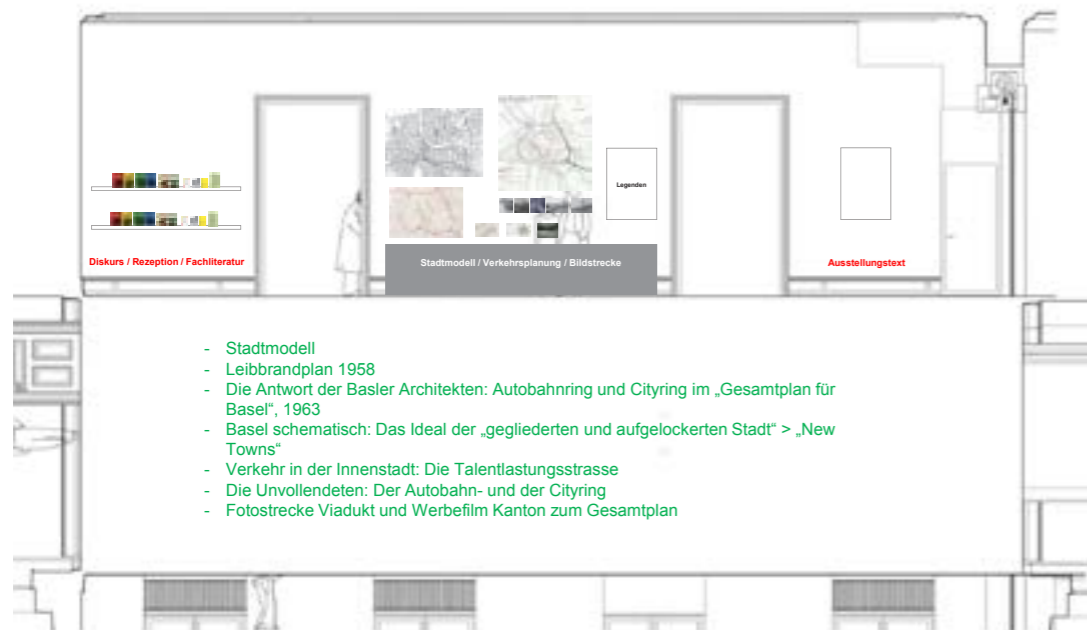 Legenden
Diskurs / Rezeption / Fachliteratur
Stadtmodell / Verkehrsplanung / Bildstrecke
Ausstellungstext
- Stadtmodell
- Leibbrandplan 1958
- Die Antwort der Basler Architekten: Autobahnring und Cityring im „Gesamtplan für
Basel“, 1963
- Basel schematisch: Das Ideal der „gegliederten und aufgelockerten Stadt“ > „New
Towns“
- Verkehr in der Innenstadt: Die Talentlastungsstrasse
- Die Unvollendeten: Der Autobahn- und der Cityring
- Fotostrecke Viadukt und Werbefilm Kanton zum Gesamtplan